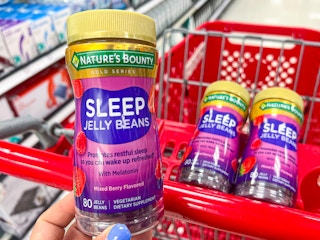 NATURE'S BOUNTY
GOLD SERIES
SLEEP
JELLY BEANS
Promotes restful sleep
so you can wake up refreshed
With Melatonin
Mixed Berry Flavored
80 JELLY BEANS
VEGETARIAN
DIETARY SUPPLEMENT
NATURE'S BOUNTY
SLEEP
JELLY BEANS
NATURE'S BOUNTY
SLEEP
JELLY BEANS